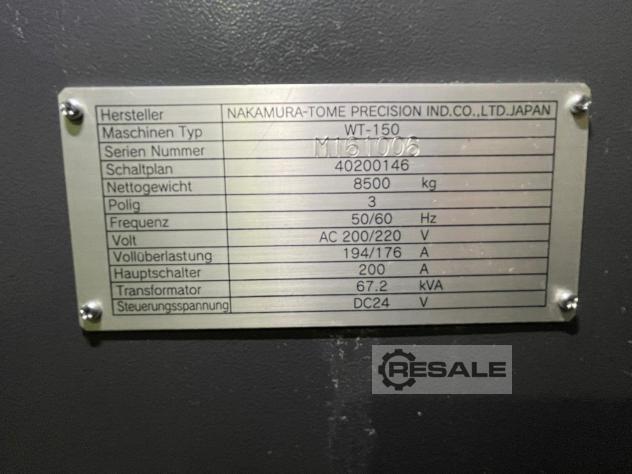 Hersteller NAKAMURA-TOME PRECISION IND.CO.,LTD.JAPAN
Maschinen Typ WT-150
Serien Nummer M161006
Schaltplan 40200146
Nettogewicht 8500 kg
Polig 3
Frequenz 50/60 Hz
Volt AC 200/220 V
Vollüberlastung 194/176 A
Hauptschalter 200 A
Transformator 67.2 kVA
Steuerungsspannung DC24 V
RESALE